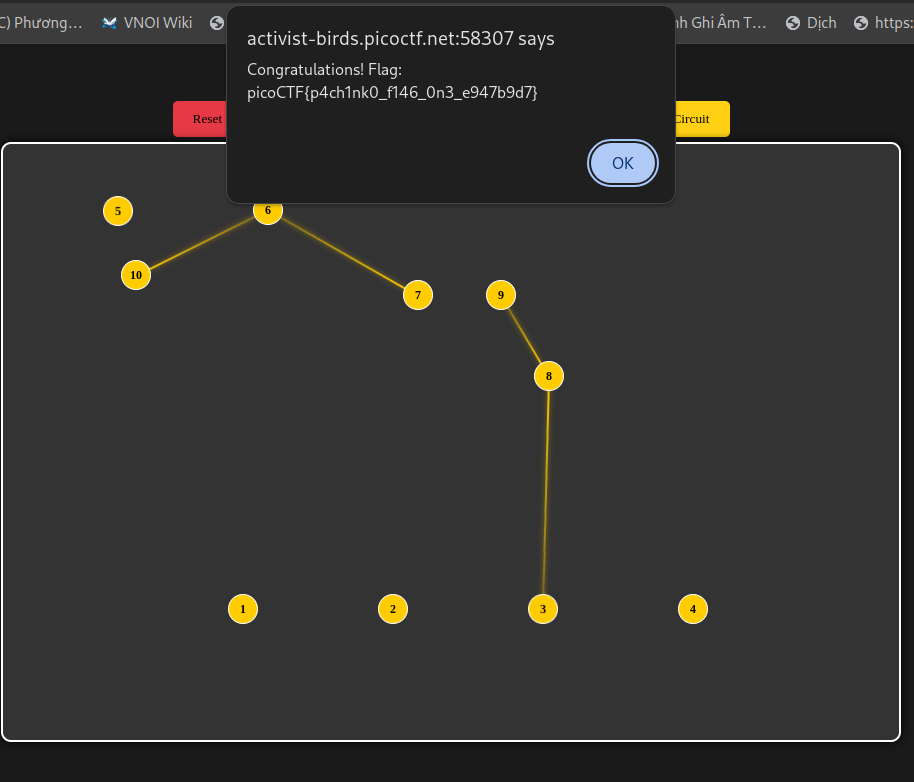 C) Phương...
VNOI Wiki
nh Ghi Âm T...
Dịch
https:
activist-birds.picoctf.net:58307 says
Congratulations! Flag:
picoCTF{p4ch1nk0_f146_0n3_e947b9d7}
OK
Reset
Circuit
5
6
10
7
9
8
1
2
3
4